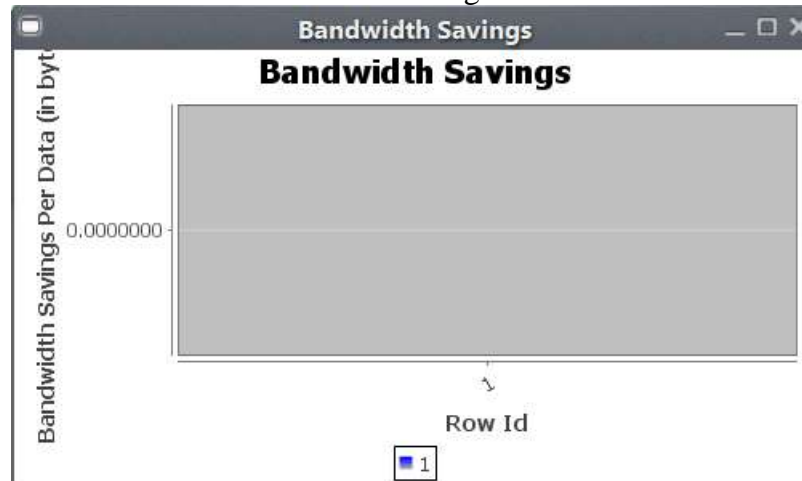 Bandwidth Savings
Bandwidth Savings
Bandwidth Savings Per Data (in byt
0.0000000
1
Row Id
1